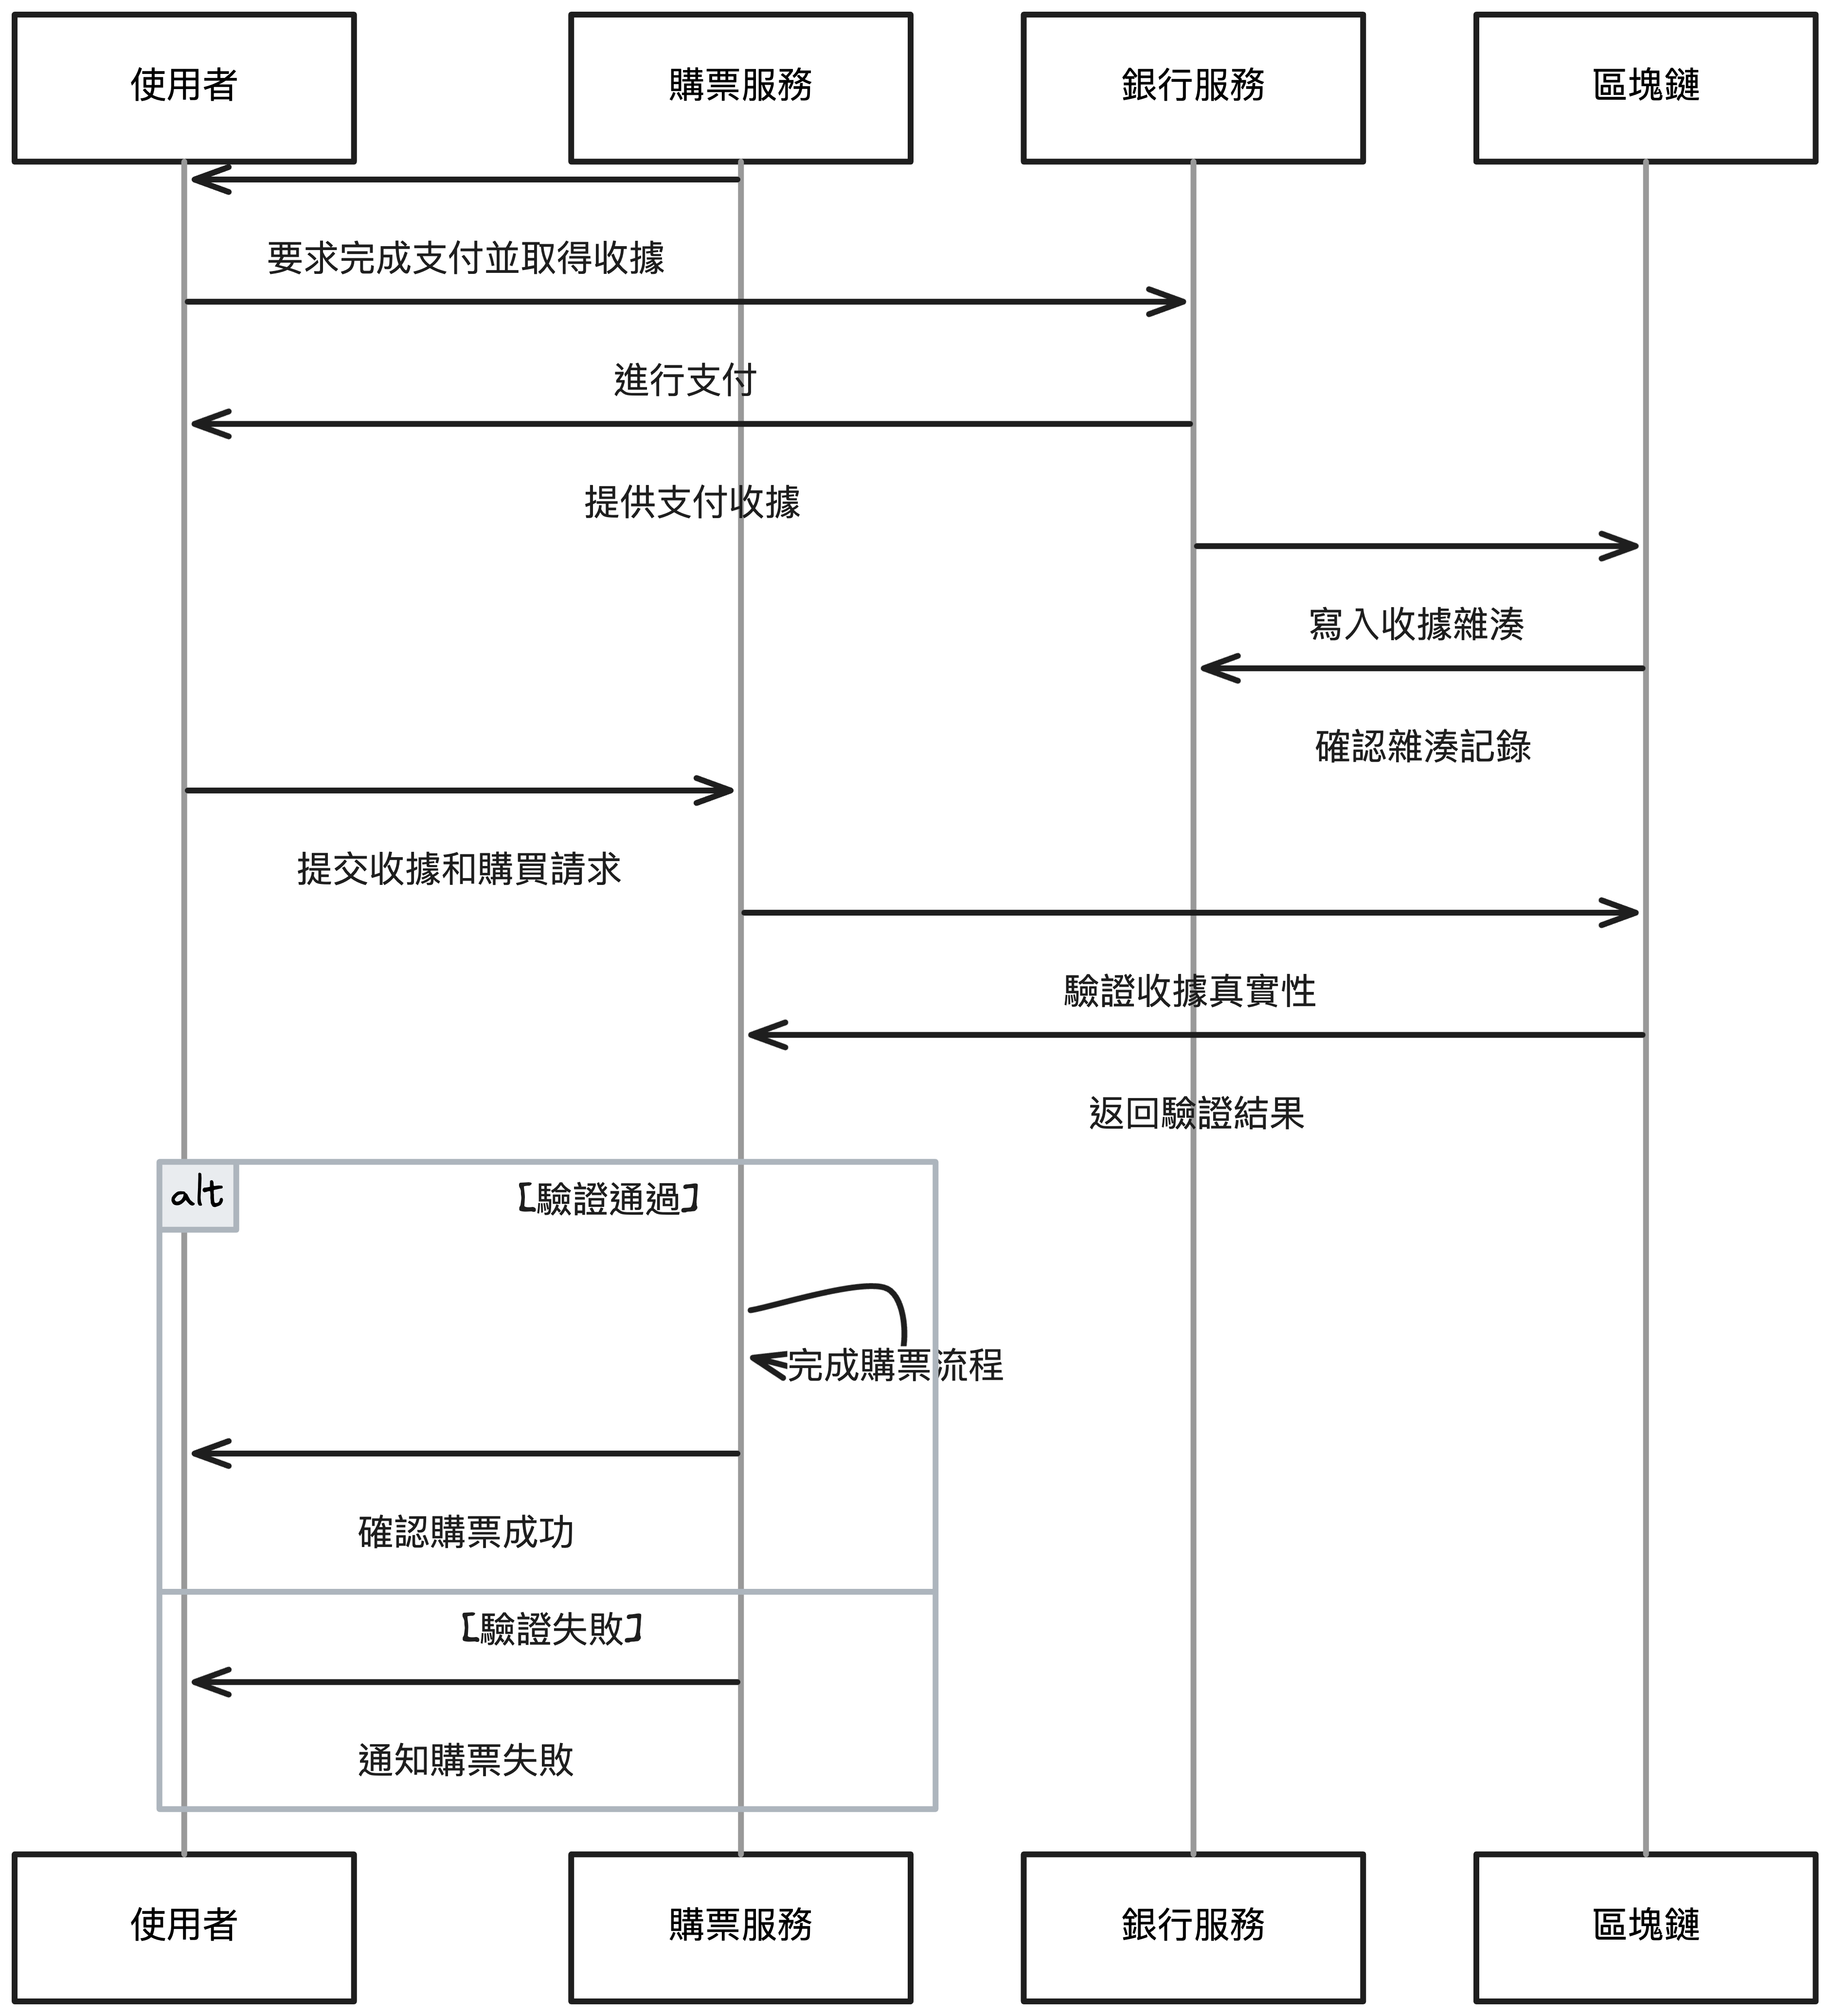 使用者
購票服務
銀行服務
區塊鏈
要求完成支付並取得收據
進行支付
提供支付收據
寫入收據雜湊
確認雜湊記錄
提交收據和購買請求
驗證收據真實性
返回驗證結果
alt
[驗證通過]
完成購票流程
確認購票成功
[驗證失敗]
通知購票失敗
使用者
購票服務
銀行服務
區塊鏈